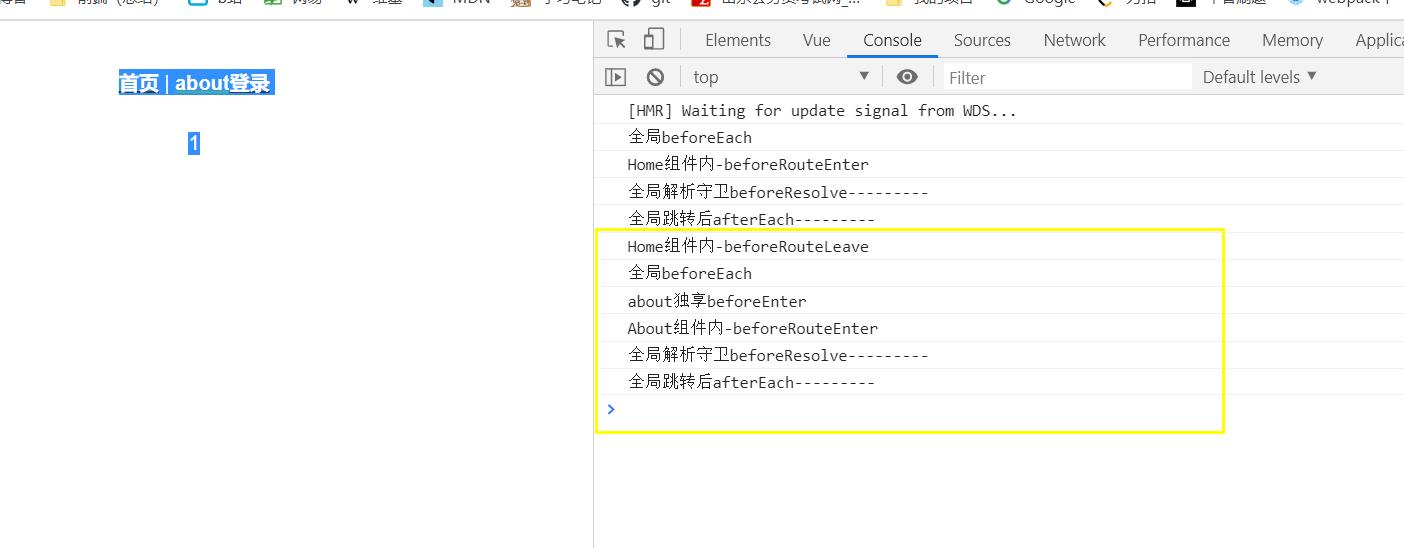 b站
MDN
git
Google
首页 | about登录
1
Elements Vue Console Sources Network Performance Memory Applica
top Filter Default levels ▼
[HMR] Waiting for update signal from WDS...
全局beforeEach
Home组件内-beforeRouteEnter
全局解析守卫beforeResolve---------
全局跳转后afterEach---------
Home组件内-beforeRouteLeave
全局beforeEach
about独享beforeEnter
About组件内-beforeRouteEnter
全局解析守卫beforeResolve---------
全局跳转后afterEach---------